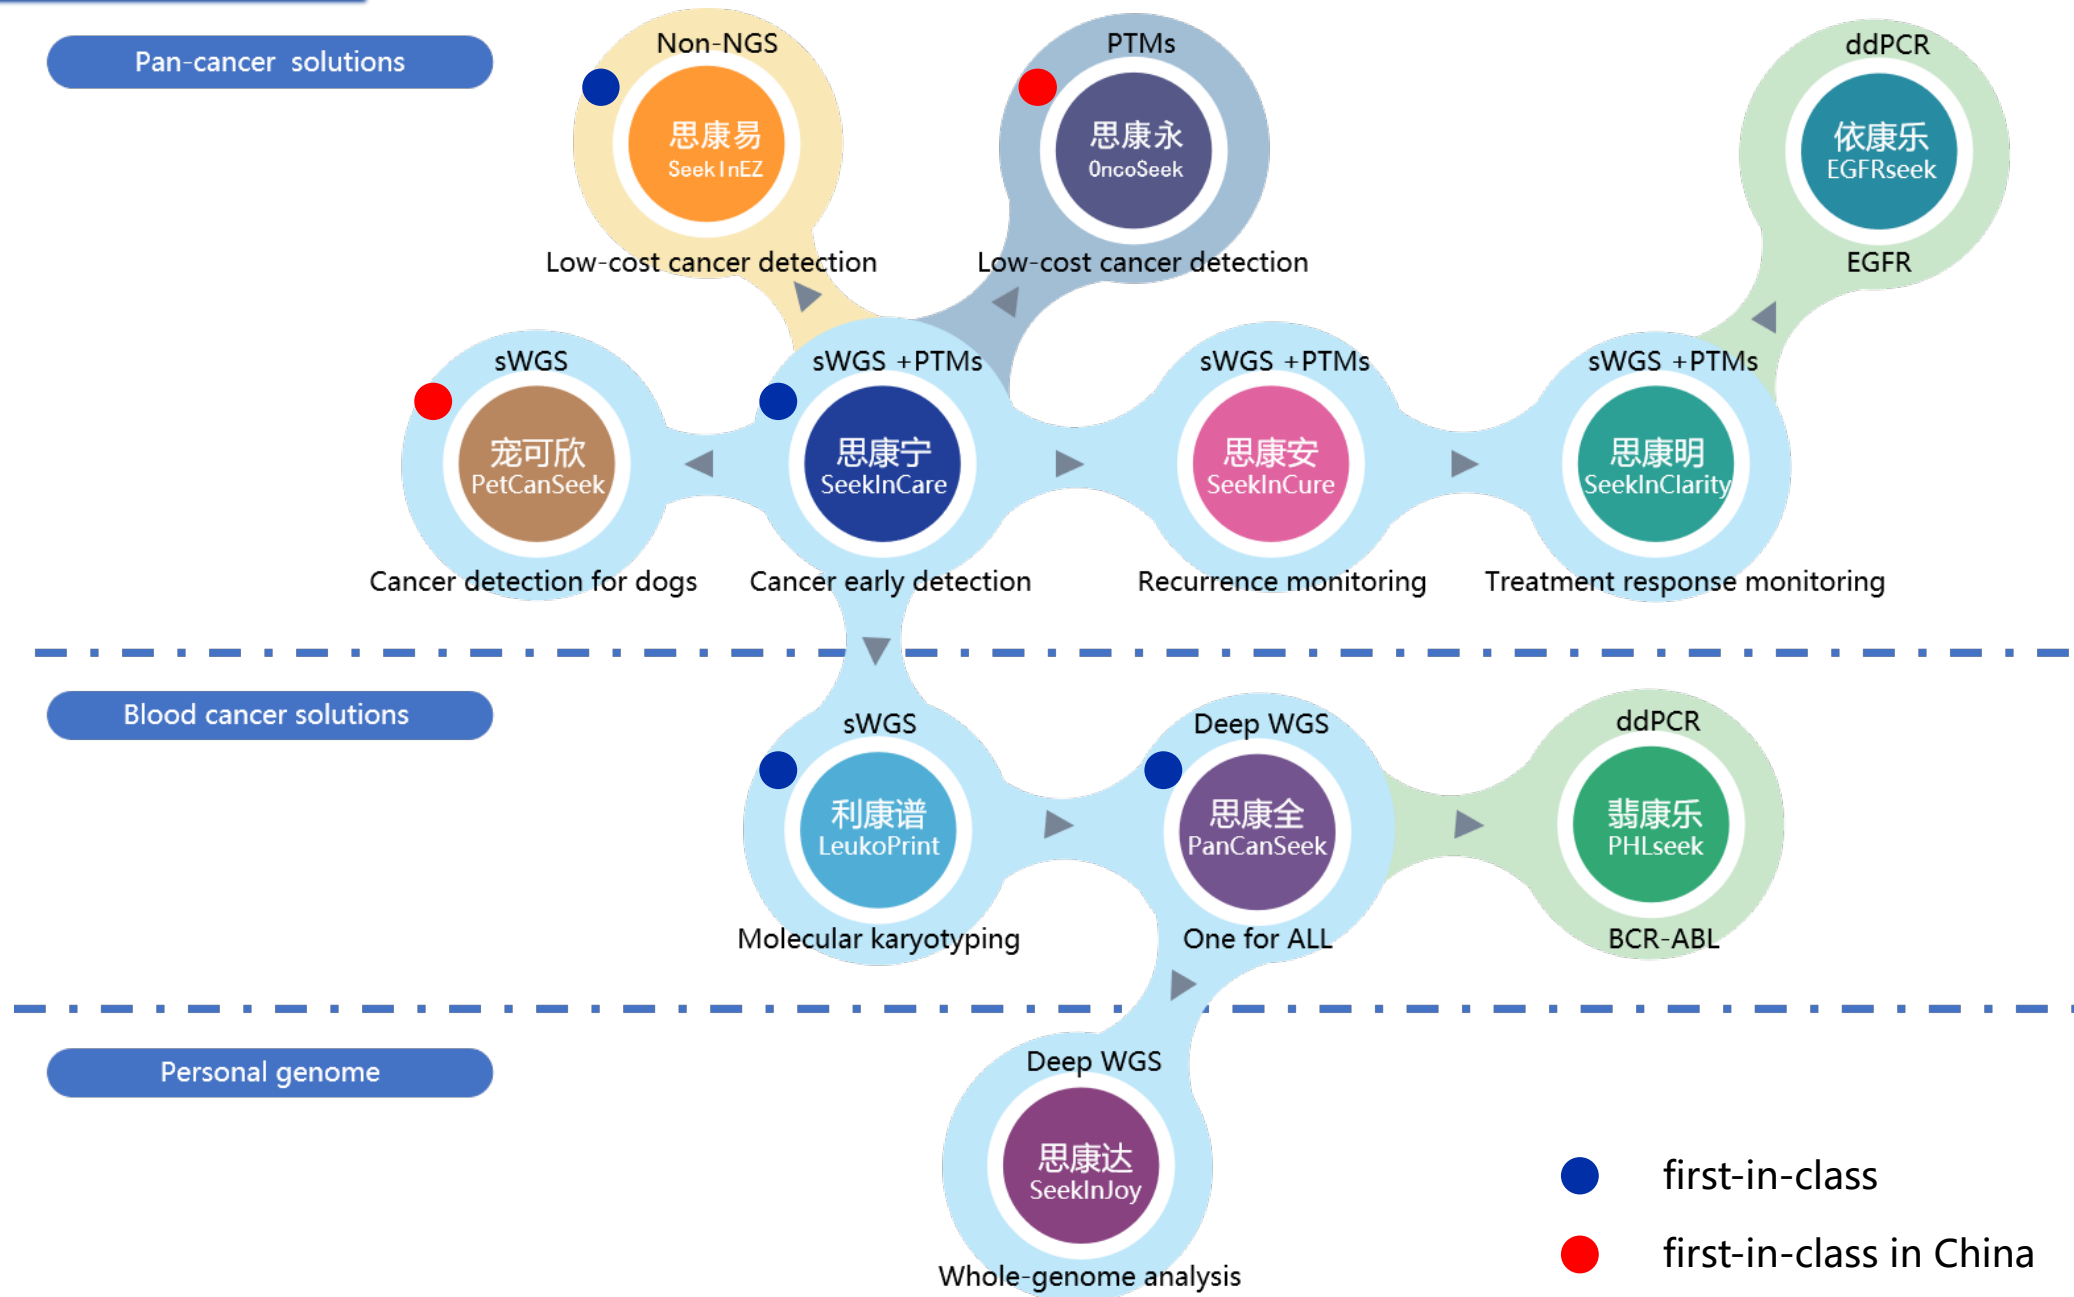 Pan-cancer solutions
Non-NGS
思康易
SeekInEZ
Low-cost cancer detection
PTMs
思康永
OncoSeek
Low-cost cancer detection
ddPCR
依康乐
EGFRseek
EGFR
sWGS
宠可欣
PetCanSeek
Cancer detection for dogs
sWGS +PTMs
思康宁
SeekInCare
Cancer early detection
sWGS +PTMs
思康安
SeekInCure
Recurrence monitoring
sWGS +PTMs
思康明
SeekInClarity
Treatment response monitoring
Blood cancer solutions
sWGS
利康谱
LeukoPrint
Molecular karyotyping
Deep WGS
思康全
PanCanSeek
One for ALL
ddPCR
翡康乐
PHLseek
BCR-ABL
Personal genome
Deep WGS
思康达
SeekInJoy
Whole-genome analysis
first-in-class
first-in-class in China